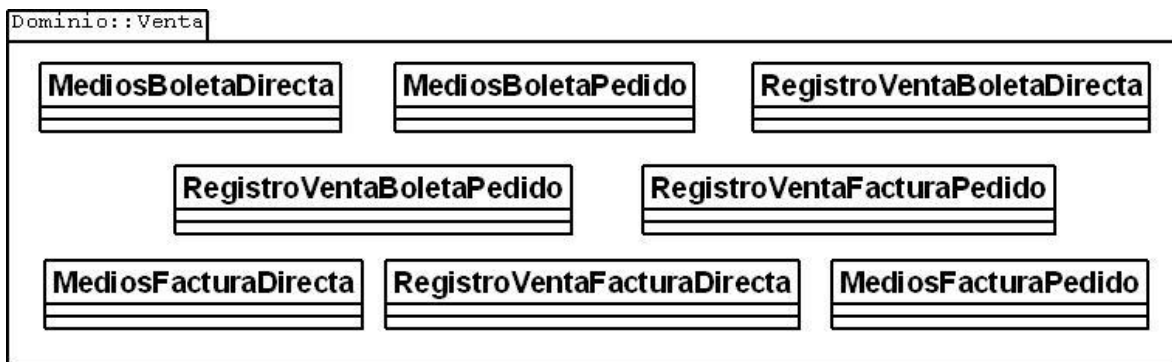 Dominio::Venta
MediosBoletaDirecta MediosBoletaPedido RegistroVentaBoletaDirecta
RegistroVentaBoletaPedido RegistroVentaFacturaPedido
MediosFacturaDirecta RegistroVentaFacturaDirecta MediosFacturaPedido